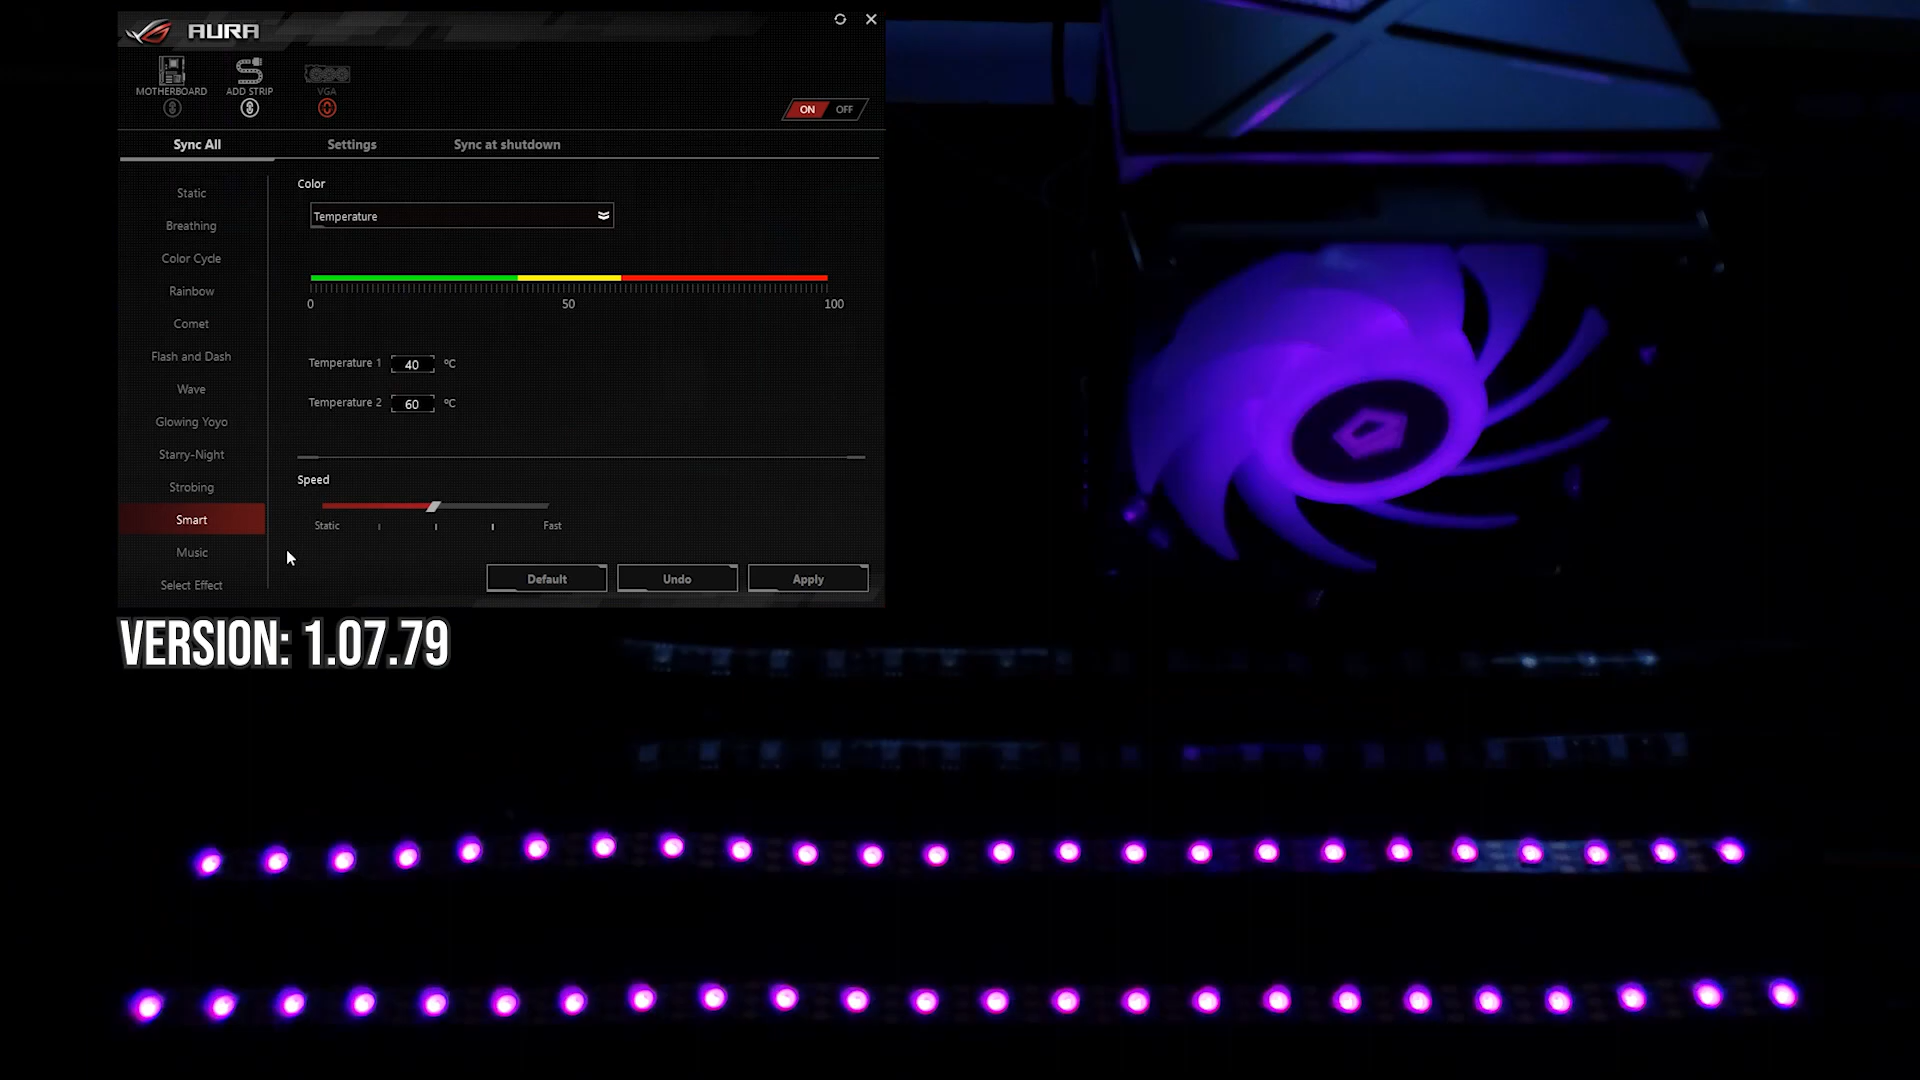 AURA
MOTHERBOARD
ADD STRIP
VGA
ON OFF
Sync All Settings Sync at shutdown
Static
Breathing
Color Cycle
Rainbow
Comet
Flash and Dash
Wave
Glowing Yoyo
Starry-Night
Strobing
Smart
Music
Select Effect
Color
Temperature
0 50 100
Temperature 1 40 °C
Temperature 2 60 °C
Speed
Static Fast
Default Undo Apply
VERSION: 1.07.79